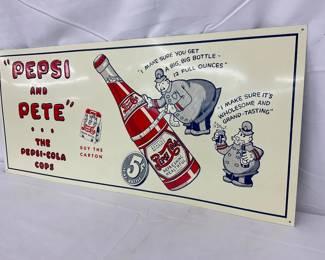 "PEPSI
AND
PETE"
...
THE
PEPSI-COLA
COPS
BUY THE
CARTON
"I MAKE SURE YOU GET
A BIG, BIG BOTTLE -
12 FULL OUNCES"
"I MAKE SURE IT'S
WHOLESOME AND
GRAND-TASTING"
5¢